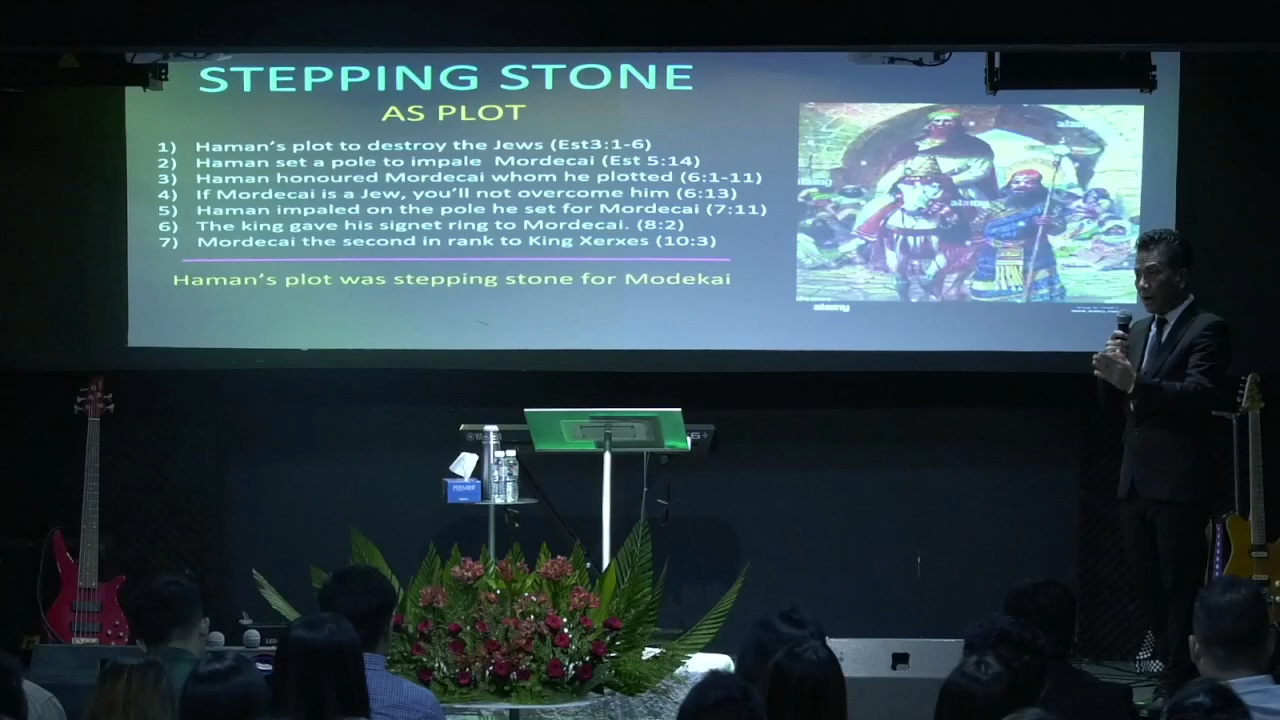 STEPPING STONE
AS PLOT
1) Haman's plot to destroy the Jews (Est3:1-6)
2) Haman set a pole to impale Mordecai (Est 5:14)
3) Haman honoured Mordecai whom he plotted (6:1-11)
4) If Mordecai is a Jew, you'll not overcome him (6:13)
5) Haman impaled on the pole he set for Mordecai (7:11)
6) The king gave his signet ring to Mordecai. (8:2)
7) Mordecai the second in rank to King Xerxes (10:3)
Haman's plot was stepping stone for Modekai
alamy
alamy